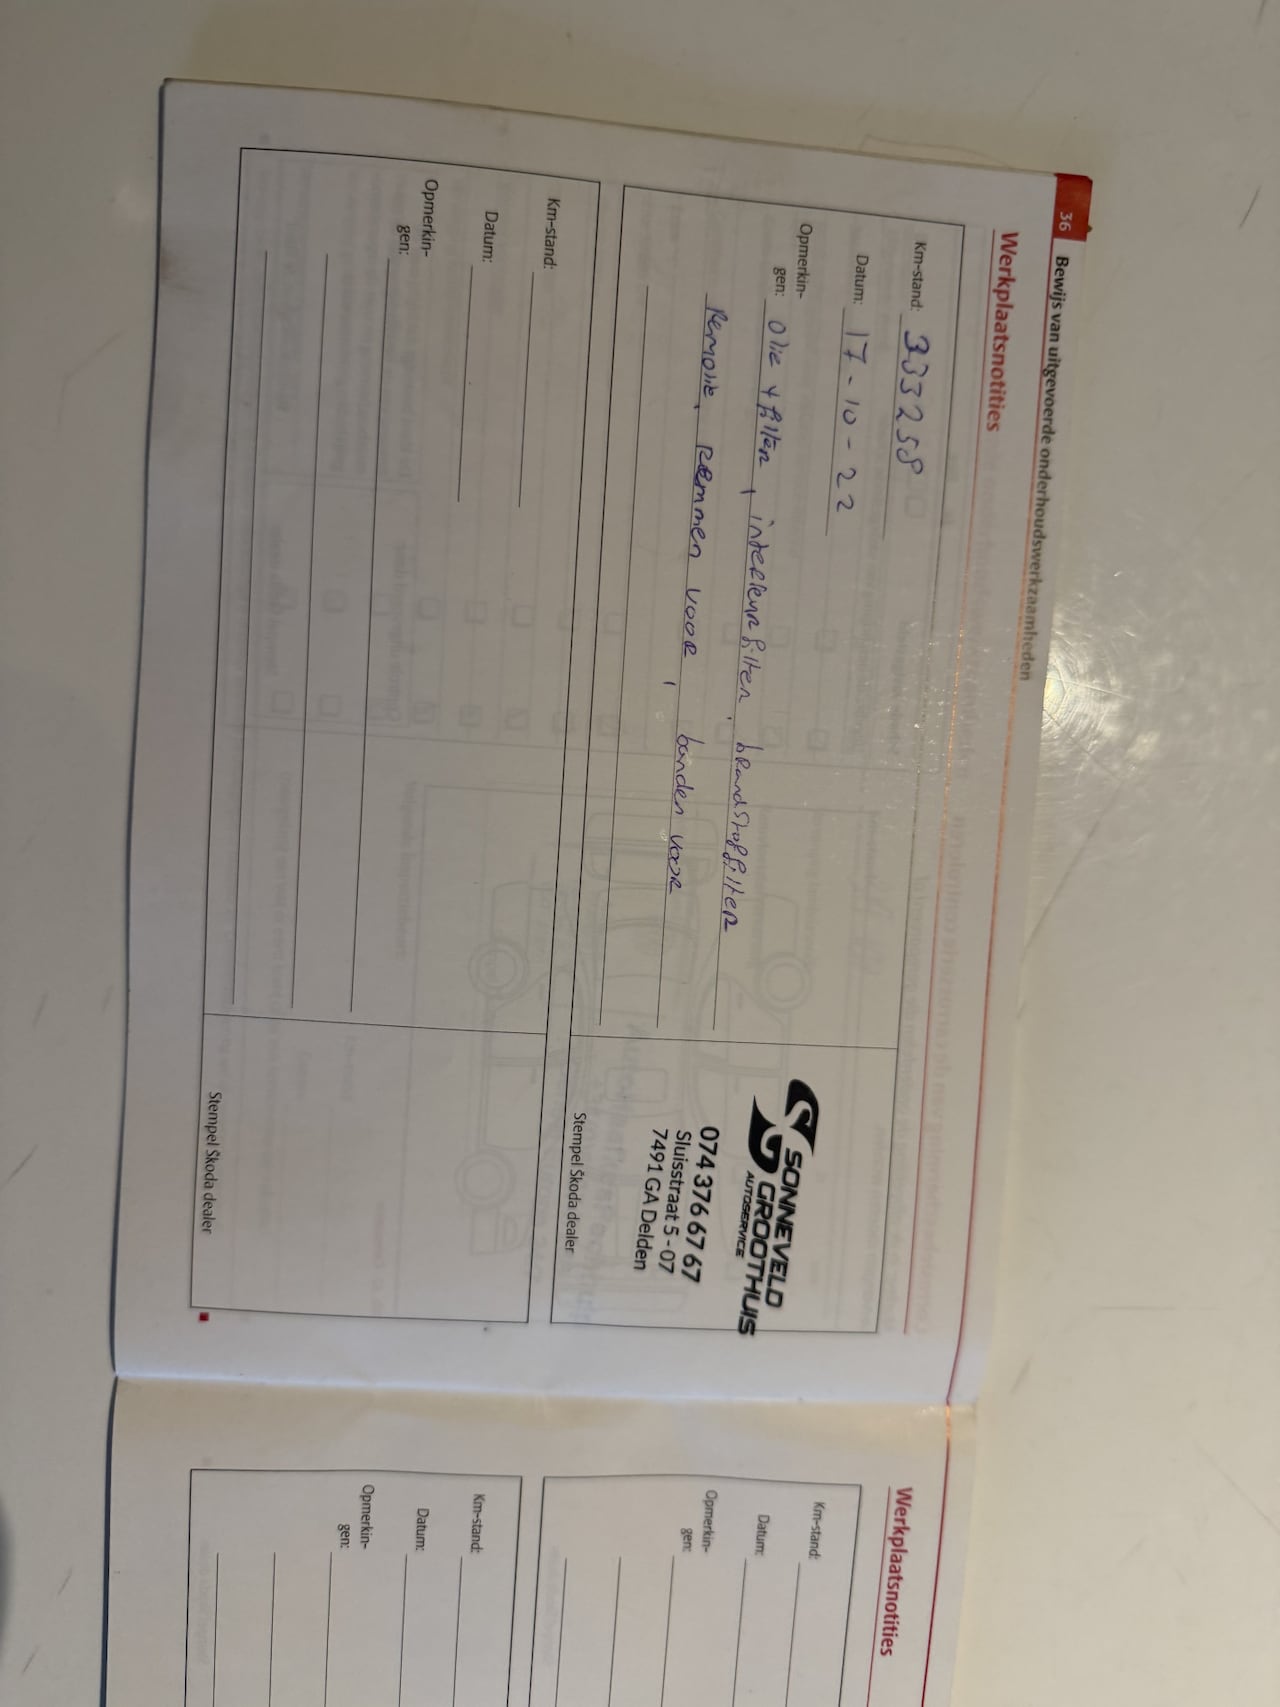 36 Bewijs van uitgevoerde onderhoudswerkzaamheden
Werkplaatsnotities
Km-stand: 333258
Datum: 17-10-22
Opmerkin-
gen: olie + filter, interieurfilter, brandstoffilter
Remolie, Remmen voor, banden voor
SONNEVELD
GROOTHUIS
AUTOSERVICE
074 376 67 67
Sluisstraat 5 - 07
7491 GA Delden
Stempel Škoda dealer
Km-stand:
Datum:
Opmerkin-
gen:
Stempel Škoda dealer
Werkplaatsnotities
Km-stand:
Datum:
Opmerkin-
gen:
Km-stand:
Datum:
Opmerkin-
gen: